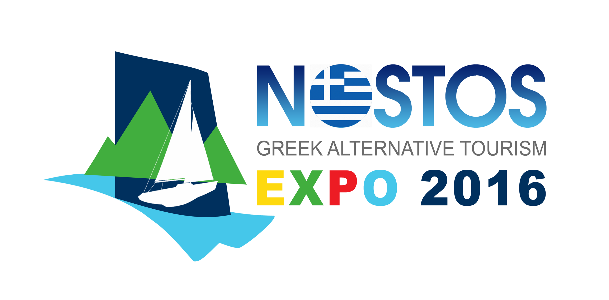 NOSTOS
GREEK ALTERNATIVE TOURISM
EXPO 2016